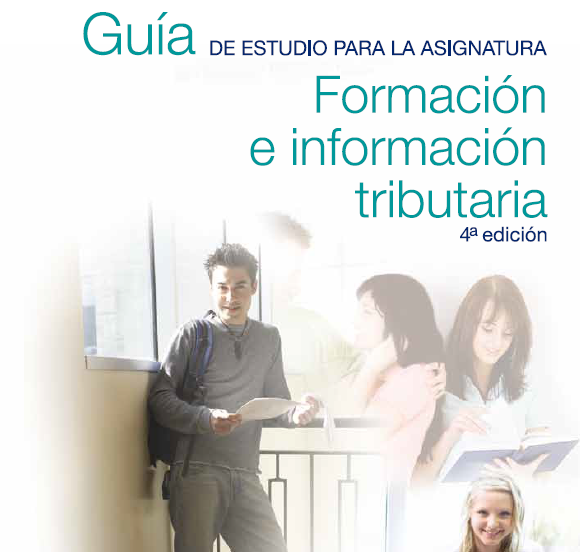 Guía DE ESTUDIO PARA LA ASIGNATURA
Formación
e información
tributaria
4ª edición